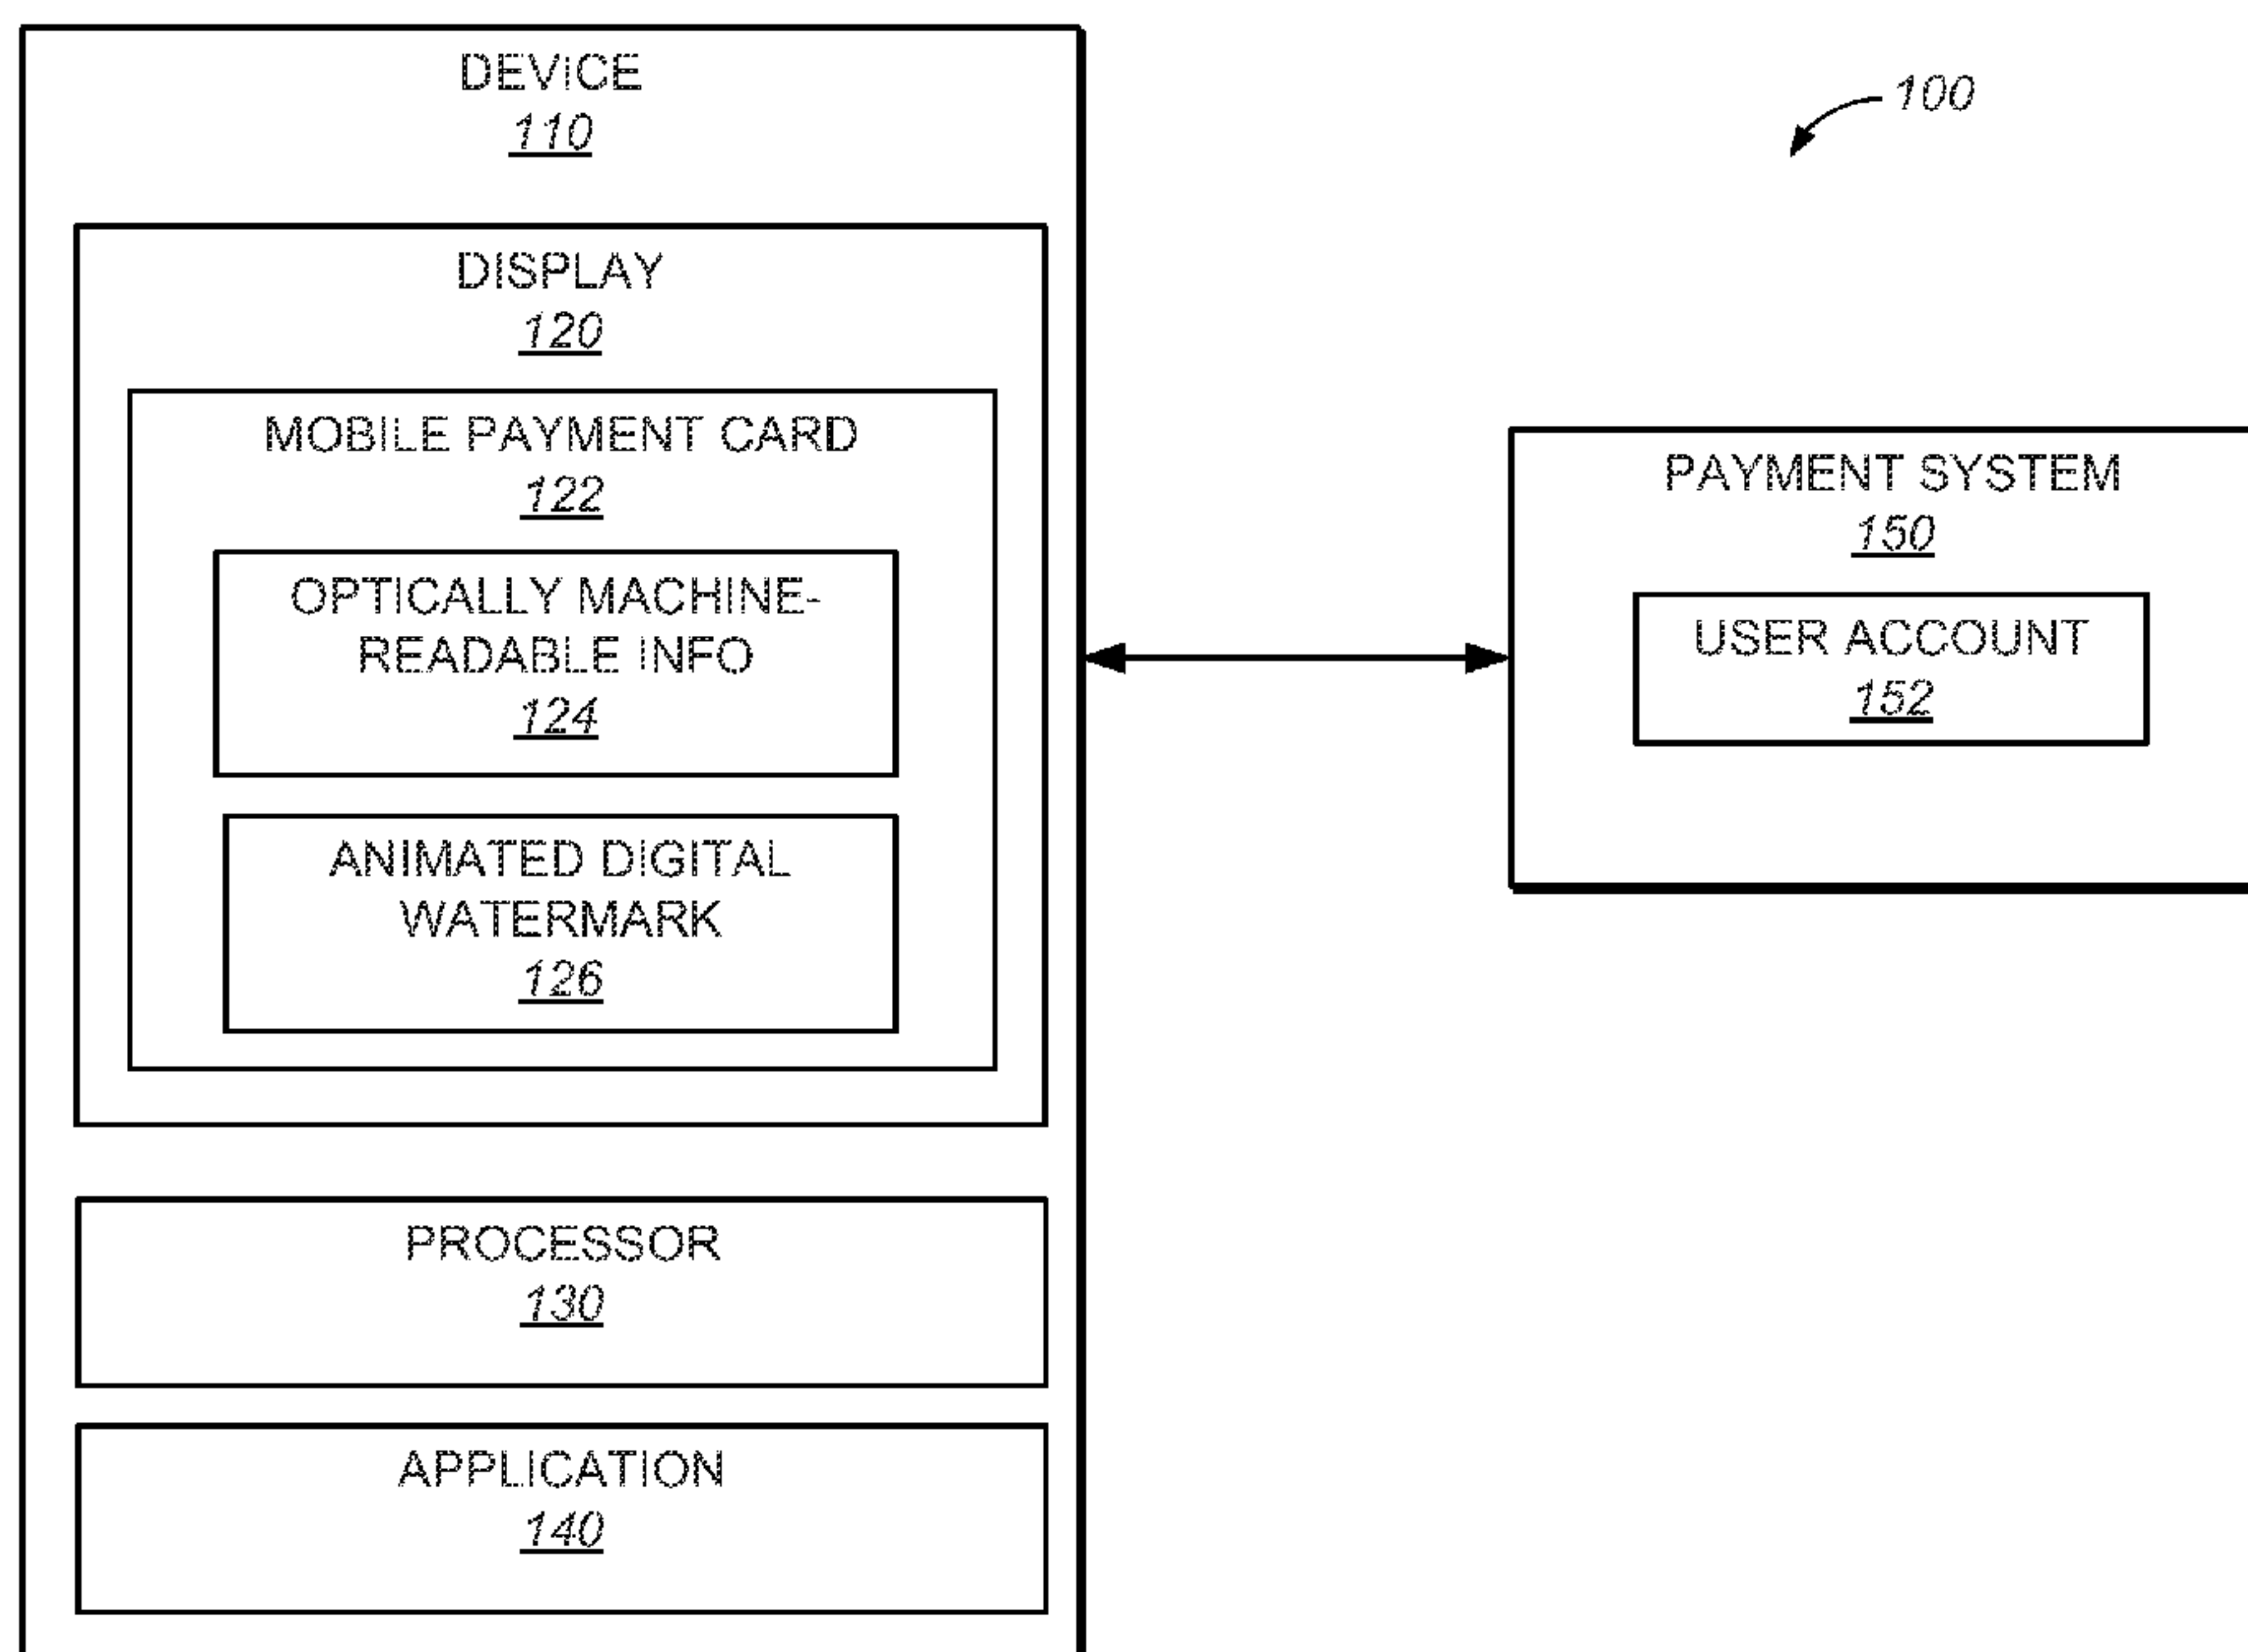 DEVICE
110
100
DISPLAY
120
MOBILE PAYMENT CARD
122
OPTICALLY MACHINE-
READABLE INFO
124
ANIMATED DIGITAL
WATERMARK
126
PROCESSOR
130
APPLICATION
140
PAYMENT SYSTEM
150
USER ACCOUNT
152